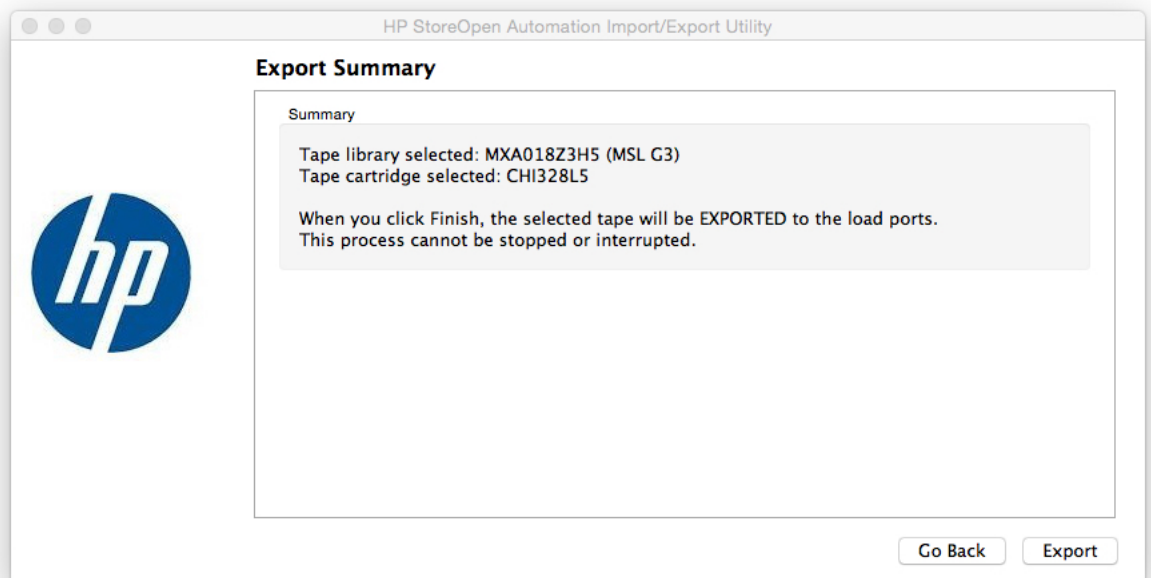 HP StoreOpen Automation Import/Export Utility
Export Summary
Summary
Tape library selected: MXA018Z3H5 (MSL G3)
Tape cartridge selected: CHI328L5
When you click Finish, the selected tape will be EXPORTED to the load ports.
This process cannot be stopped or interrupted.
hp
Go Back
Export